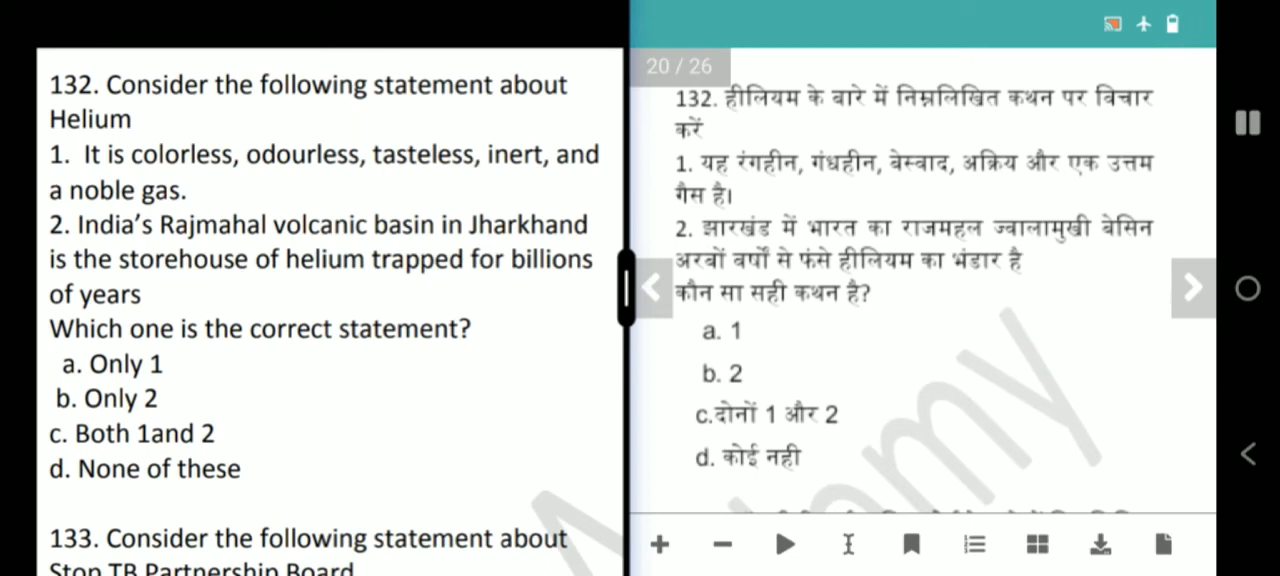 132. Consider the following statement about
Helium
1. It is colorless, odourless, tasteless, inert, and
a noble gas.
2. India's Rajmahal volcanic basin in Jharkhand
is the storehouse of helium trapped for billions
of years
Which one is the correct statement?
a. Only 1
b. Only 2
c. Both 1and 2
d. None of these
133. Consider the following statement about
Stop TB Partnership Board
20 / 26
132. हीलियम के बारे में निम्नलिखित कथन पर विचार
करें
1. यह रंगहीन, गंधहीन, बेस्वाद, अक्रिय और एक उत्तम
गैस है।
2. झारखंड में भारत का राजमहल ज्वालामुखी बेसिन
अरबों वर्षों से फंसे हीलियम का भंडार है
कौन सा सही कथन है?
a. 1
b. 2
c.दोनों 1 और 2
d. कोई नही